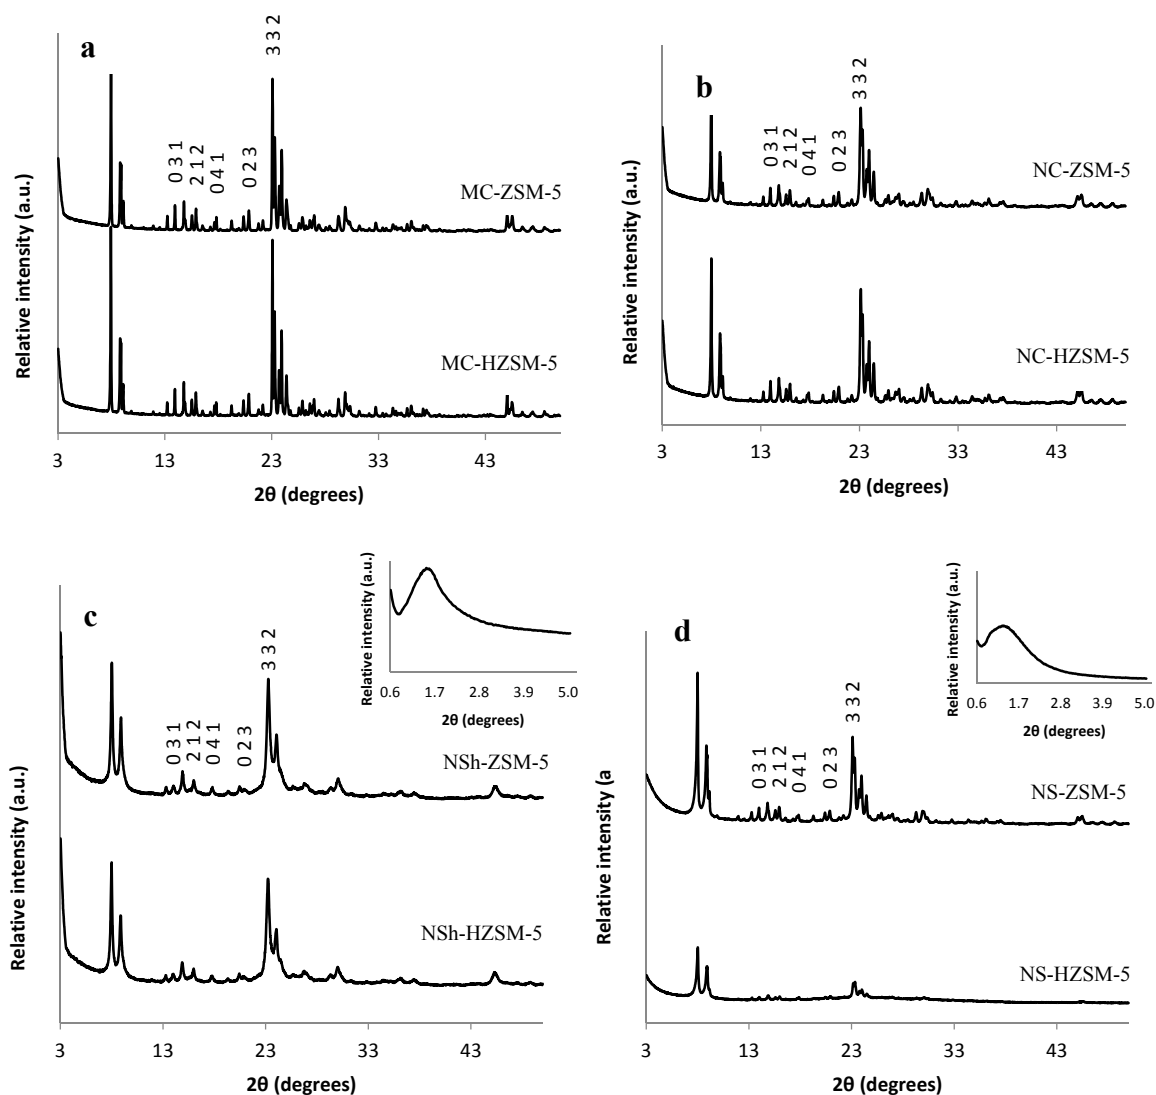 a
3 3 2
0 3 1
2 1 2
0 4 1
0 2 3
MC-ZSM-5
MC-HZSM-5
Relative intensity (a.u.)
3 13 23 33 43
2θ (degrees)
b
3 3 2
0 3 1
2 1 2
0 4 1
0 2 3
NC-ZSM-5
NC-HZSM-5
Relative intensity (a.u.)
3 13 23 33 43
2θ (degrees)
c
3 3 2
0 3 1
2 1 2
0 4 1
0 2 3
NSh-ZSM-5
NSh-HZSM-5
Relative intensity (a.u.)
3 13 23 33 43
2θ (degrees)
Relative intensity (a.u.)
0.6 1.7 2.8 3.9 5.0
2θ (degrees)
d
3 3 2
0 3 1
2 1 2
0 4 1
0 2 3
NS-ZSM-5
NS-HZSM-5
Relative intensity (a
3 13 23 33 43
2θ (degrees)
Relative intensity (a.u.)
0.6 1.7 2.8 3.9 5.0
2θ (degrees)